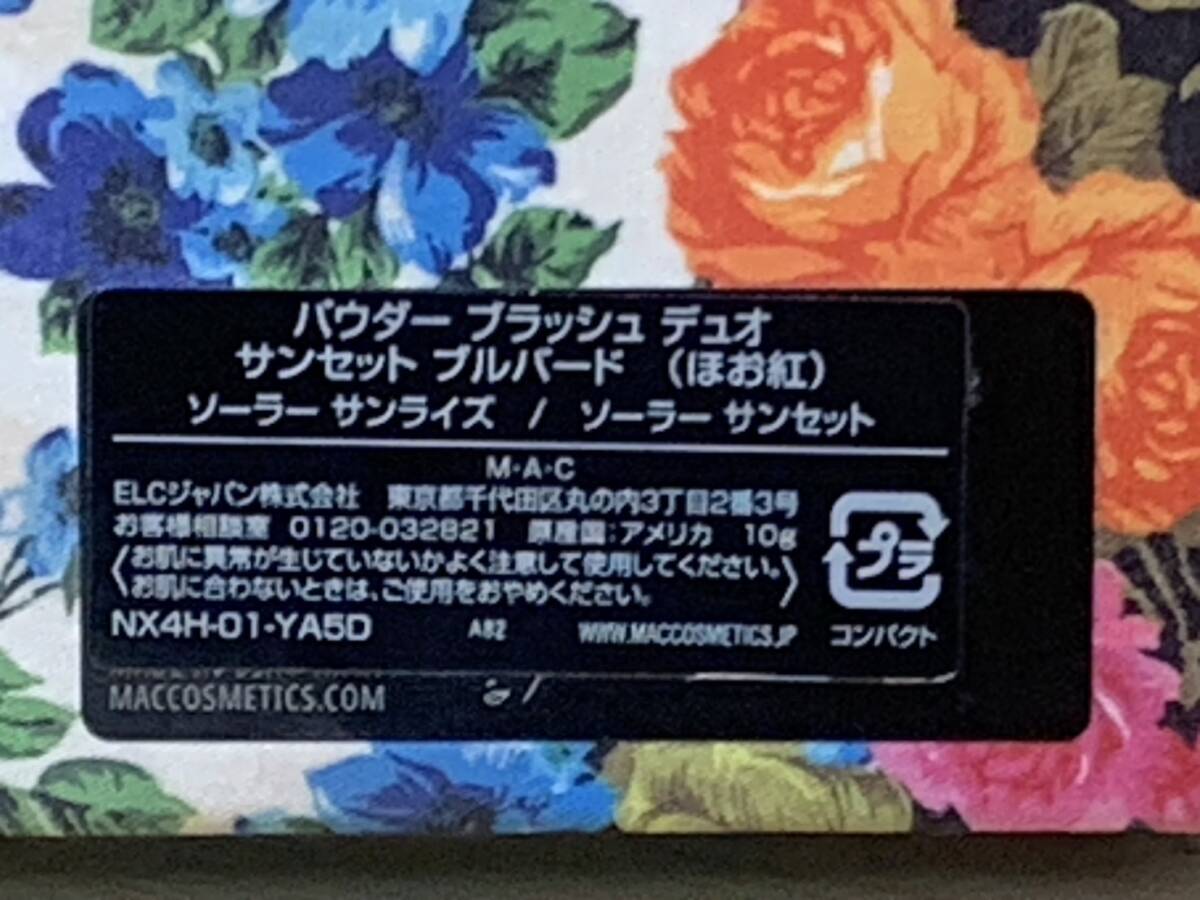 パウダー ブラッシュ デュオ
サンセット ブルバード （ほお紅）
ソーラー サンライズ / ソーラー サンセット
M・A・C
ELCジャパン株式会社 東京都千代田区丸の内3丁目2番3号
お客様相談室 0120-032821 原産国：アメリカ 10g
〈お肌に異常が生じていないかよく注意して使用してください。
お肌に合わないときは、ご使用をおやめください。〉
プラ
NX4H-01-YA5D A82 WWW.MACCOSMETICS.JP コンパクト
MACCOSMETICS.COM